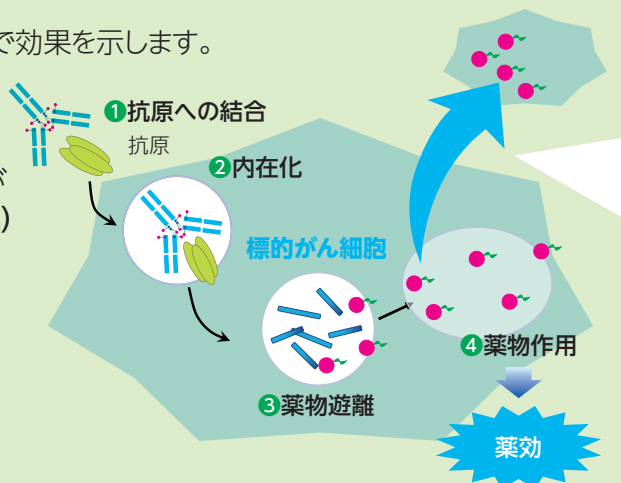 で効果を示します。
❶抗原への結合
抗原
❷内在化
が
)
標的がん細胞
❹薬物作用
❸薬物遊離
薬効